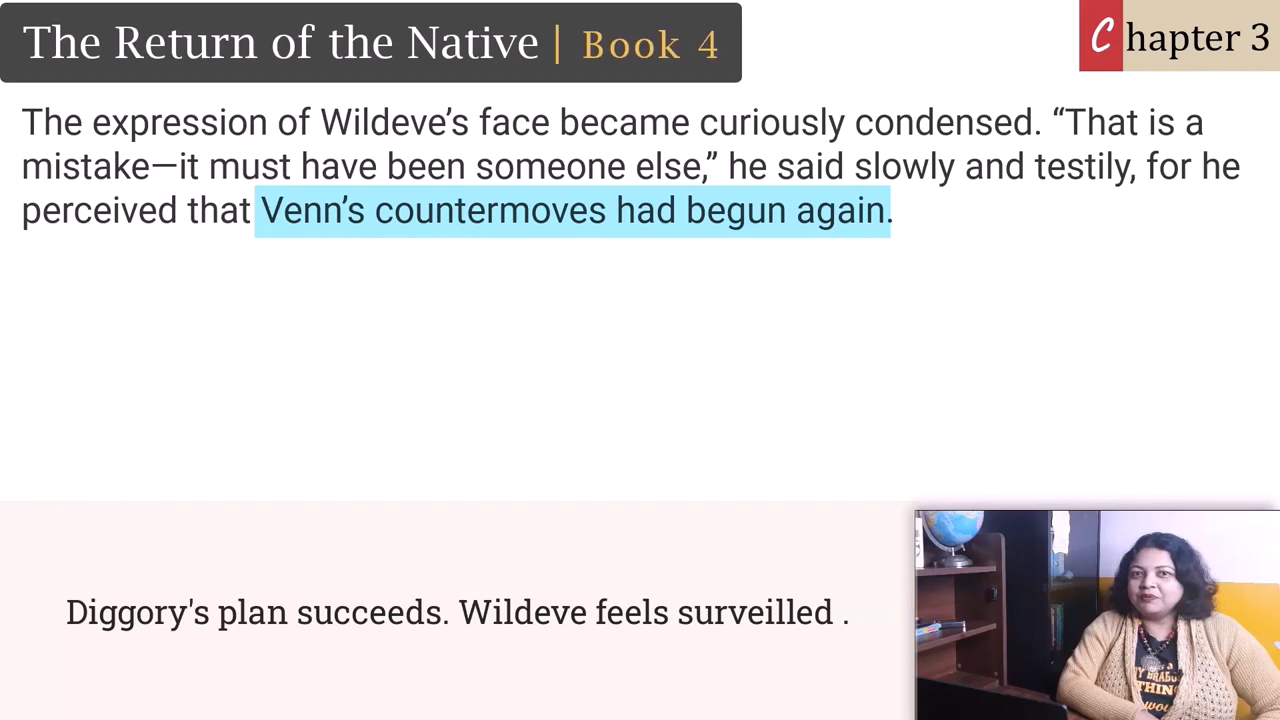 The Return of the Native | Book 4
Chapter 3
The expression of Wildeve’s face became curiously condensed. “That is a
mistake—it must have been someone else,” he said slowly and testily, for he
perceived that Venn’s countermoves had begun again.
Diggory's plan succeeds. Wildeve feels surveilled .